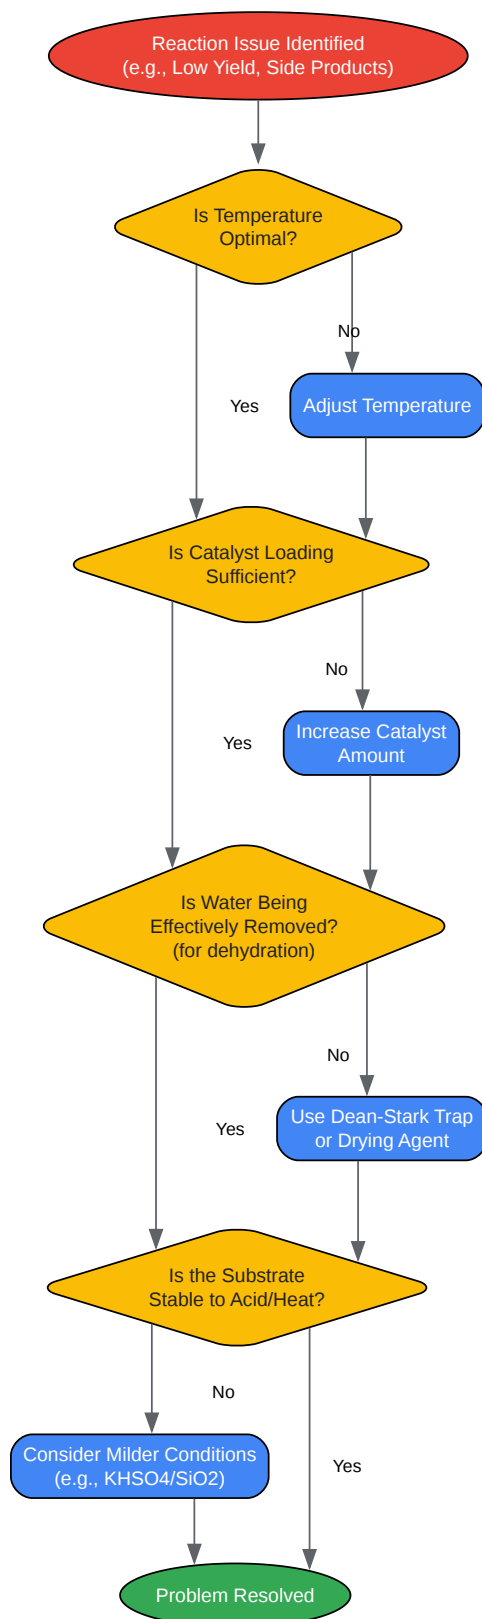 Reaction Issue Identified
(e.g., Low Yield, Side Products)
Is Temperature
Optimal?
No
Yes
Adjust Temperature
Is Catalyst Loading
Sufficient?
No
Yes
Increase Catalyst
Amount
Is Water Being
Effectively Removed?
(for dehydration)
No
Yes
Use Dean-Stark Trap
or Drying Agent
Is the Substrate
Stable to Acid/Heat?
No
Consider Milder Conditions
(e.g., KHSO4/SiO2)
Yes
Problem Resolved